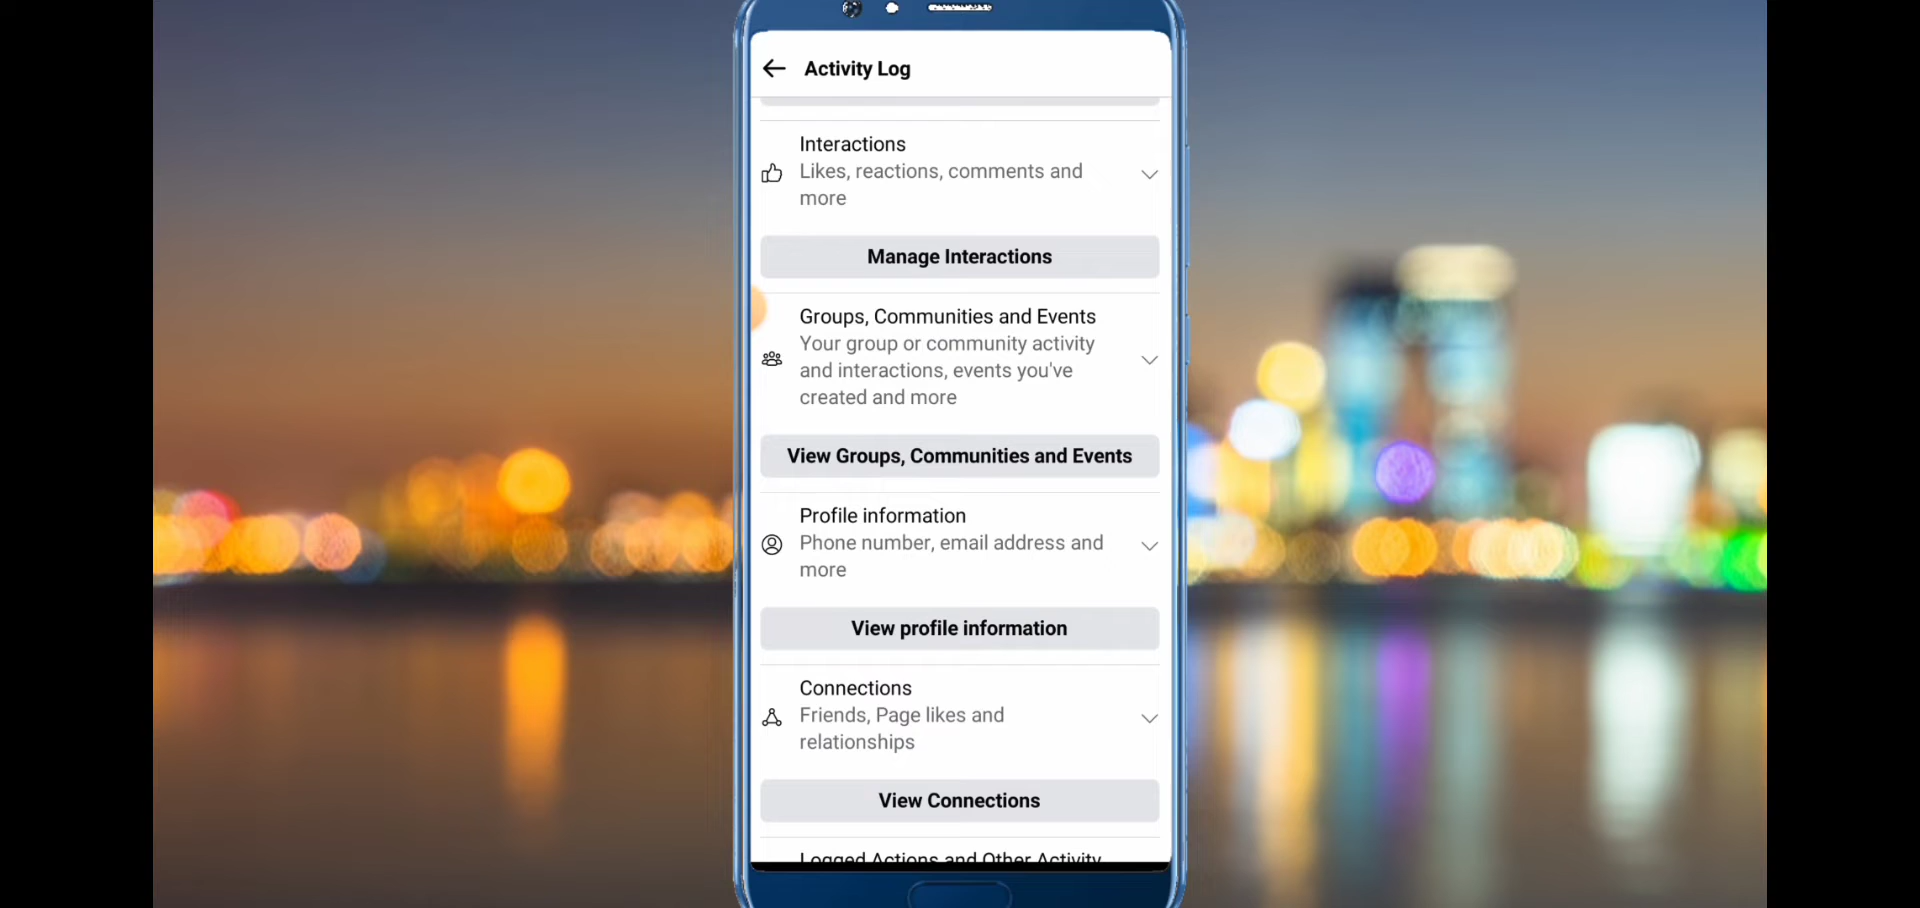 Activity Log
Interactions
Likes, reactions, comments and
more
Manage Interactions
Groups, Communities and Events
Your group or community activity
and interactions, events you've
created and more
View Groups, Communities and Events
Profile information
Phone number, email address and
more
View profile information
Connections
Friends, Page likes and
relationships
View Connections
Logged Actions and Other Activity